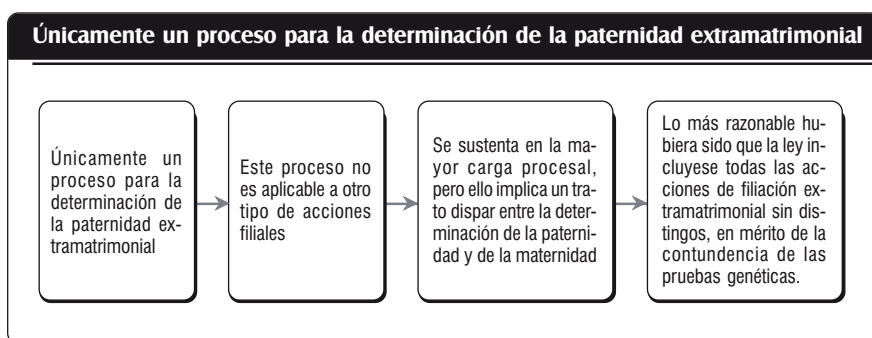 Únicamente un proceso para la determinación de la paternidad extramatrimonial
Únicamente un
proceso para la
determinación de
la paternidad ex-
tramatrimonial
Este proceso no
es aplicable a otro
tipo de acciones
filiales
Se sustenta en la ma-
yor carga procesal,
pero ello implica un tra-
to dispar entre la deter-
minación de la paterni-
dad y de la maternidad
Lo más razonable hu-
biera sido que la ley in-
cluyese todas las ac-
ciones de filiación ex-
tramatrimonial sin dis-
tingos, en mérito de la
contundencia de las
pruebas genéticas.